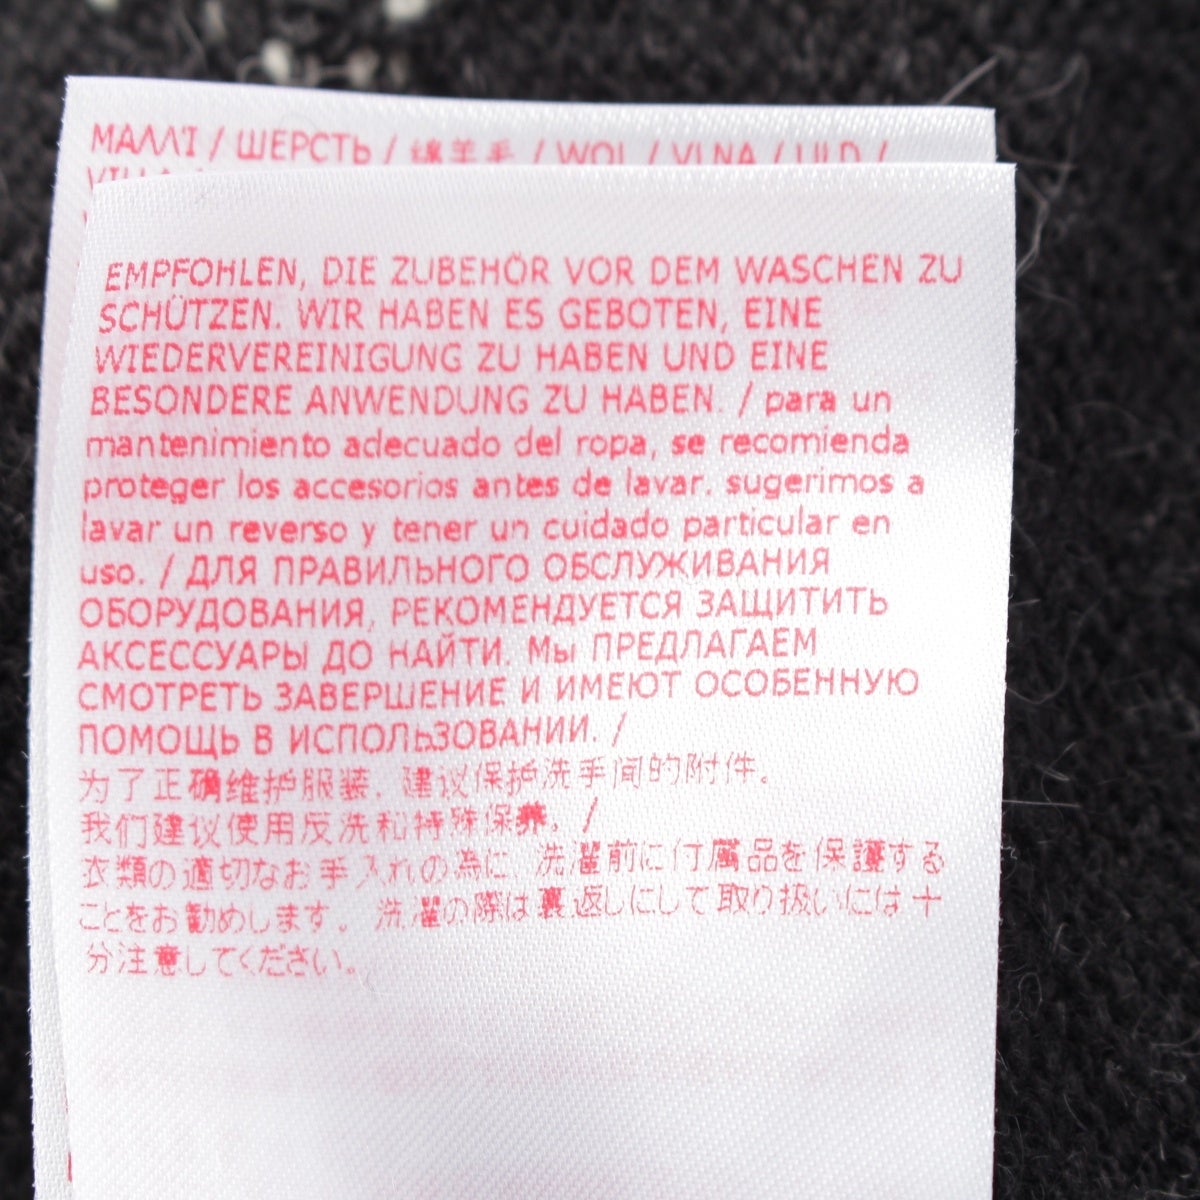 ΜΑΛΛΊ / ШЕРСТЬ / 绵羊毛 / WOL / VLNA / ULD /
EMPFOHLEN, DIE ZUBEHÖR VOR DEM WASCHEN ZU
SCHÜTZEN. WIR HABEN ES GEBOTEN, EINE
WIEDERVEREINIGUNG ZU HABEN UND EINE
BESONDERE ANWENDUNG ZU HABEN. / para un
mantenimiento adecuado del ropa, se recomienda
proteger los accesorios antes de lavar. sugerimos a
lavar un reverso y tener un cuidado particular en
uso. / ДЛЯ ПРАВИЛЬНОГО ОБСЛУЖИВАНИЯ
ОБОРУДОВАНИЯ, РЕКОМЕНДУЕТСЯ ЗАЩИТИТЬ
АКСЕССУАРЫ ДО НАЙТИ. Мы ПРЕДЛАГАЕМ
СМОТРЕТЬ ЗАВЕРШЕНИЕ И ИМЕЮТ ОСОБЕННУЮ
ПОМОЩЬ В ИСПОЛЬЗОВАНИИ. /
为了正确维护服装，建议保护洗手间的附件。
我们建议使用反洗和特殊保养。 /
衣類の適切なお手入れの為に、洗濯前に付属品を保護する
ことをお勧めします。 洗濯の際は裏返しにして取り扱いには十
分注意してください。